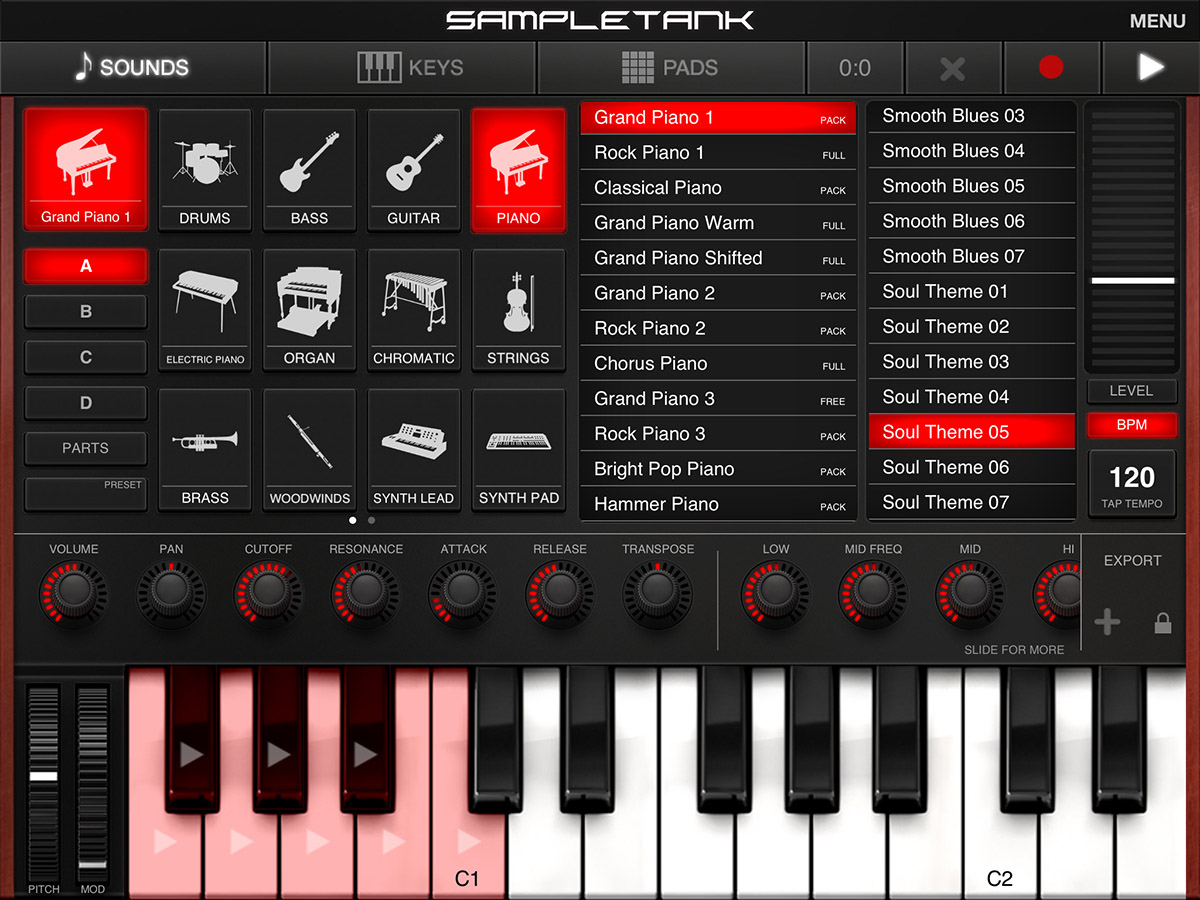 SAMPLETANK
MENU
SOUNDS
KEYS
PADS
0:0
Grand Piano 1
DRUMS
BASS
GUITAR
PIANO
A
B
C
D
PARTS
PRESET
ELECTRIC PIANO
ORGAN
CHROMATIC
STRINGS
BRASS
WOODWINDS
SYNTH LEAD
SYNTH PAD
Grand Piano 1 PACK
Rock Piano 1 FULL
Classical Piano PACK
Grand Piano Warm FULL
Grand Piano Shifted FULL
Grand Piano 2 PACK
Rock Piano 2 PACK
Chorus Piano FULL
Grand Piano 3 FREE
Rock Piano 3 PACK
Bright Pop Piano PACK
Hammer Piano PACK
Smooth Blues 03
Smooth Blues 04
Smooth Blues 05
Smooth Blues 06
Smooth Blues 07
Soul Theme 01
Soul Theme 02
Soul Theme 03
Soul Theme 04
Soul Theme 05
Soul Theme 06
Soul Theme 07
LEVEL
BPM
120
TAP TEMPO
VOLUME
PAN
CUTOFF
RESONANCE
ATTACK
RELEASE
TRANSPOSE
LOW
MID FREQ
MID
HI
SLIDE FOR MORE
EXPORT
PITCH
MOD
C1
C2